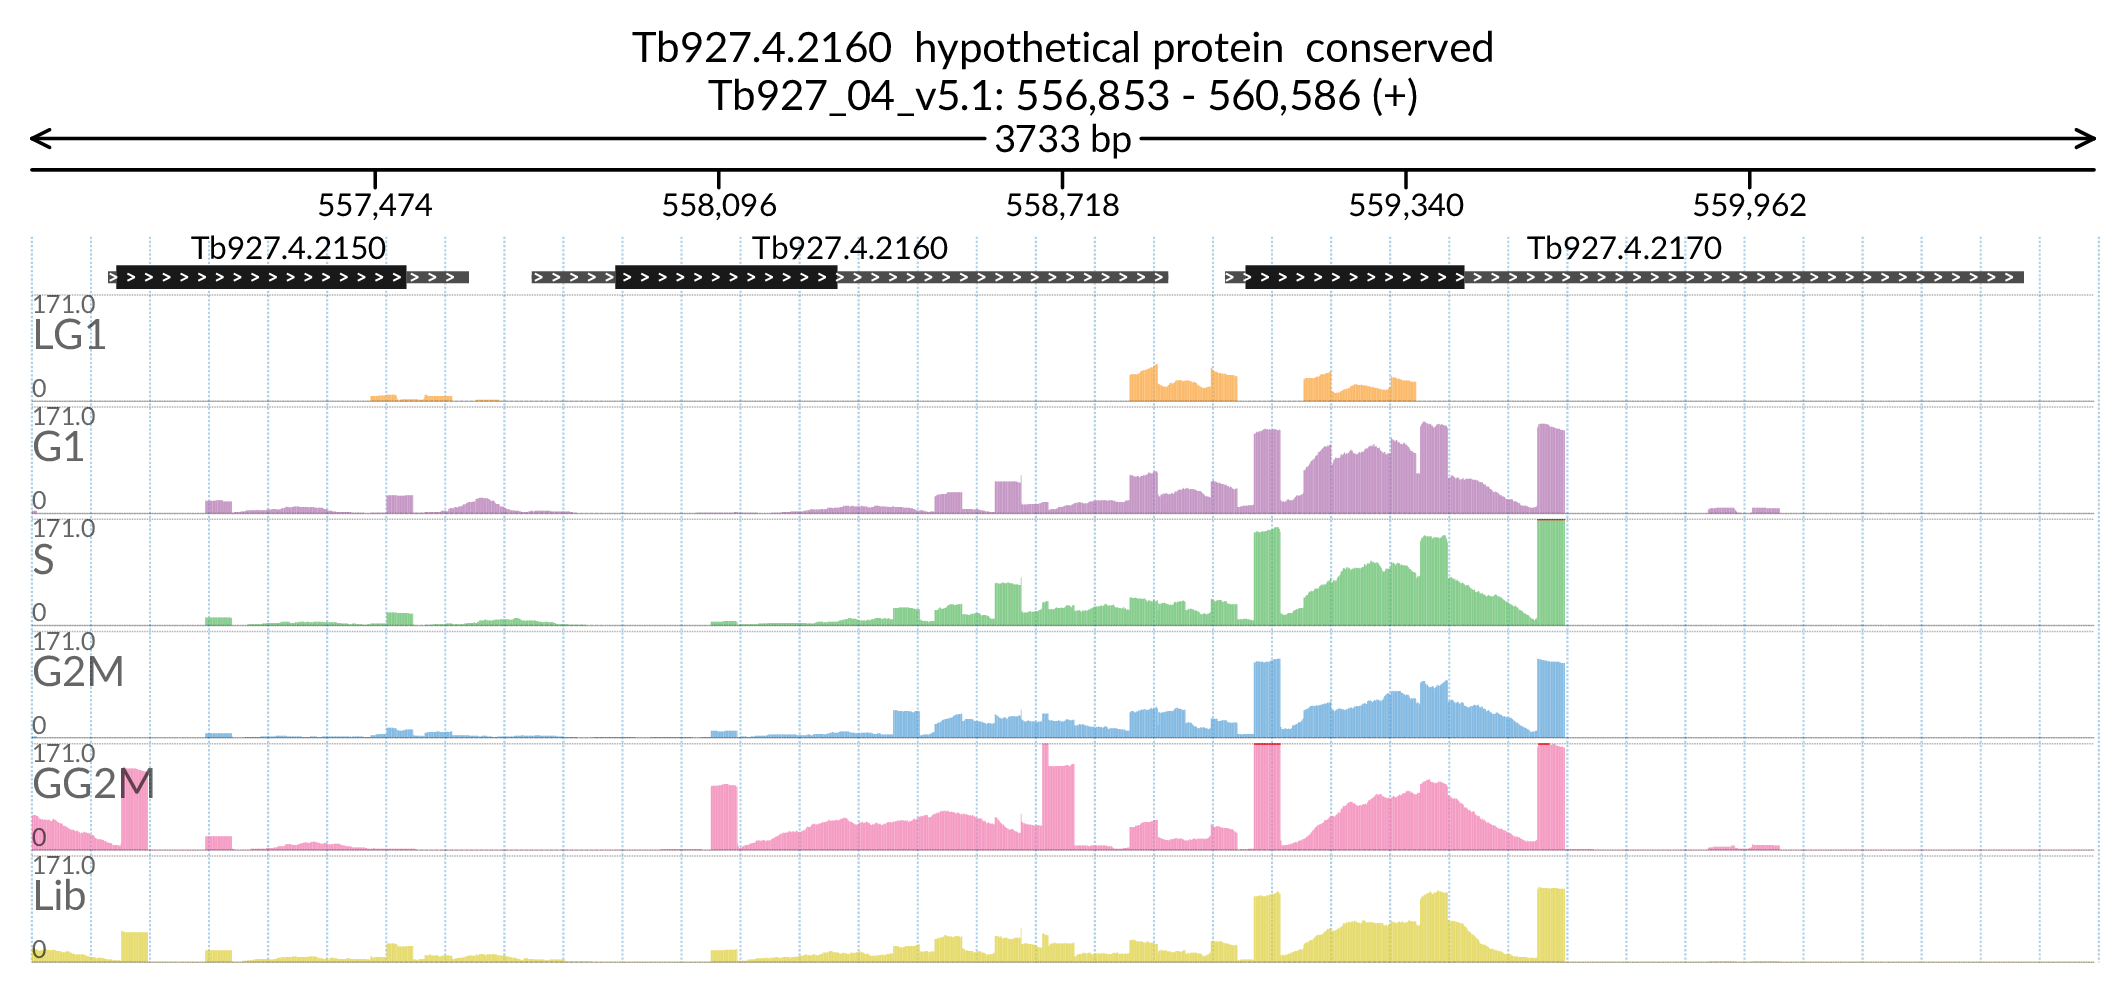 Tb927.4.2160 hypothetical protein conserved
Tb927_04_v5.1: 556,853 - 560,586 (+)
3733 bp
557,474 558,096 558,718 559,340 559,962
Tb927.4.2150 Tb927.4.2160 Tb927.4.2170
171.0
LG1
0
171.0
G1
0
171.0
S
0
171.0
G2M
0
171.0
GG2M
0
171.0
Lib
0